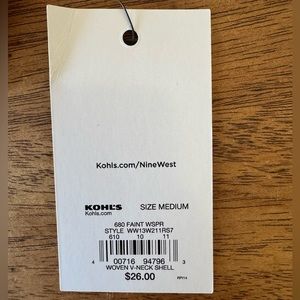 Kohls.com/NineWest
KOHL'S SIZE MEDIUM
Kohls.com
680 FAINT WSPR
STYLE WW13W211RS7
610 10 11
4 00716 94796 3
WOVEN V-NECK SHELL
$26.00